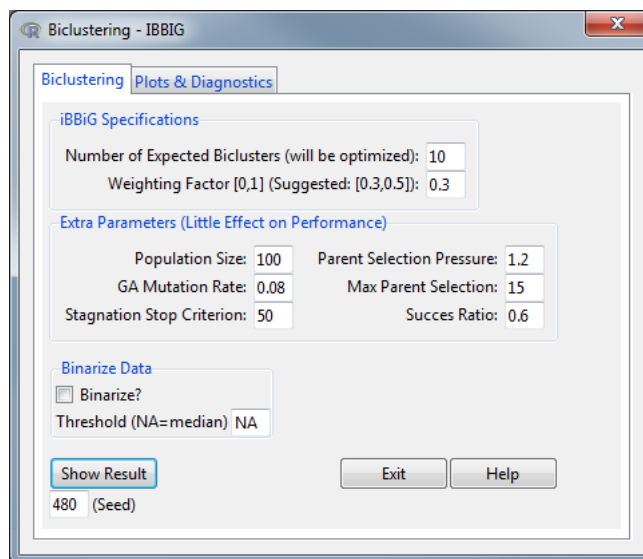 Biclustering - IBBIG
Biclustering Plots & Diagnostics
iBBiG Specifications
Number of Expected Biclusters (will be optimized): 10
Weighting Factor [0,1] (Suggested: [0.3,0.5]): 0.3
Extra Parameters (Little Effect on Performance)
Population Size: 100 Parent Selection Pressure: 1.2
GA Mutation Rate: 0.08 Max Parent Selection: 15
Stagnation Stop Criterion: 50 Succes Ratio: 0.6
Binarize Data
Binarize?
Threshold (NA=median) NA
Show Result Exit Help
480 (Seed)